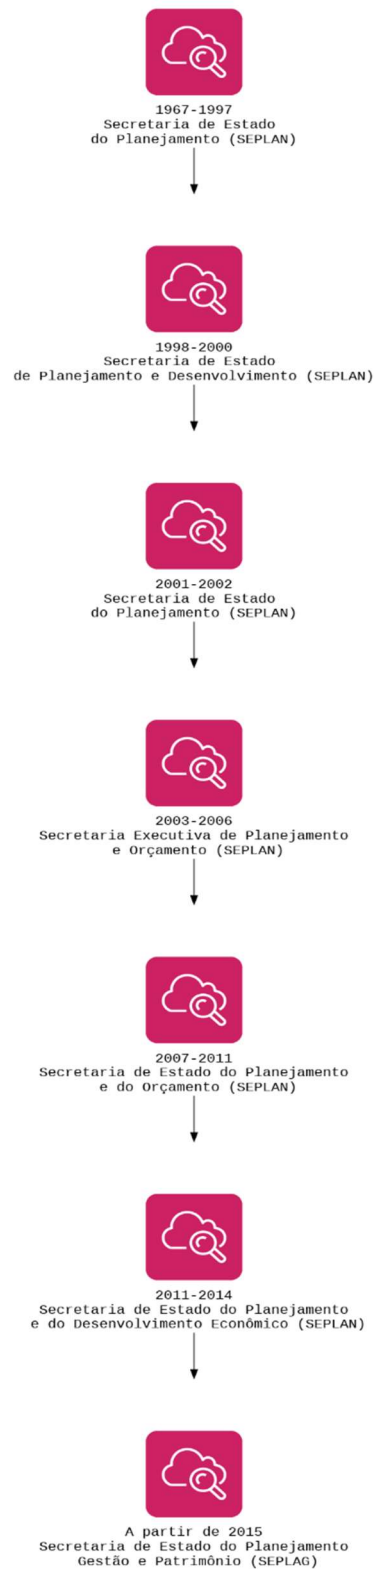 1967-1997
Secretaria de Estado
do Planejamento (SEPLAN)
1998-2000
Secretaria de Estado
de Planejamento e Desenvolvimento (SEPLAN)
2001-2002
Secretaria de Estado
do Planejamento (SEPLAN)
2003-2006
Secretaria Executiva de Planejamento
e Orçamento (SEPLAN)
2007-2011
Secretaria de Estado do Planejamento
e do Orçamento (SEPLAN)
2011-2014
Secretaria de Estado do Planejamento
e do Desenvolvimento Econômico (SEPLAN)
A partir de 2015
Secretaria de Estado do Planejamento
Gestão e Patrimônio (SEPLAG)